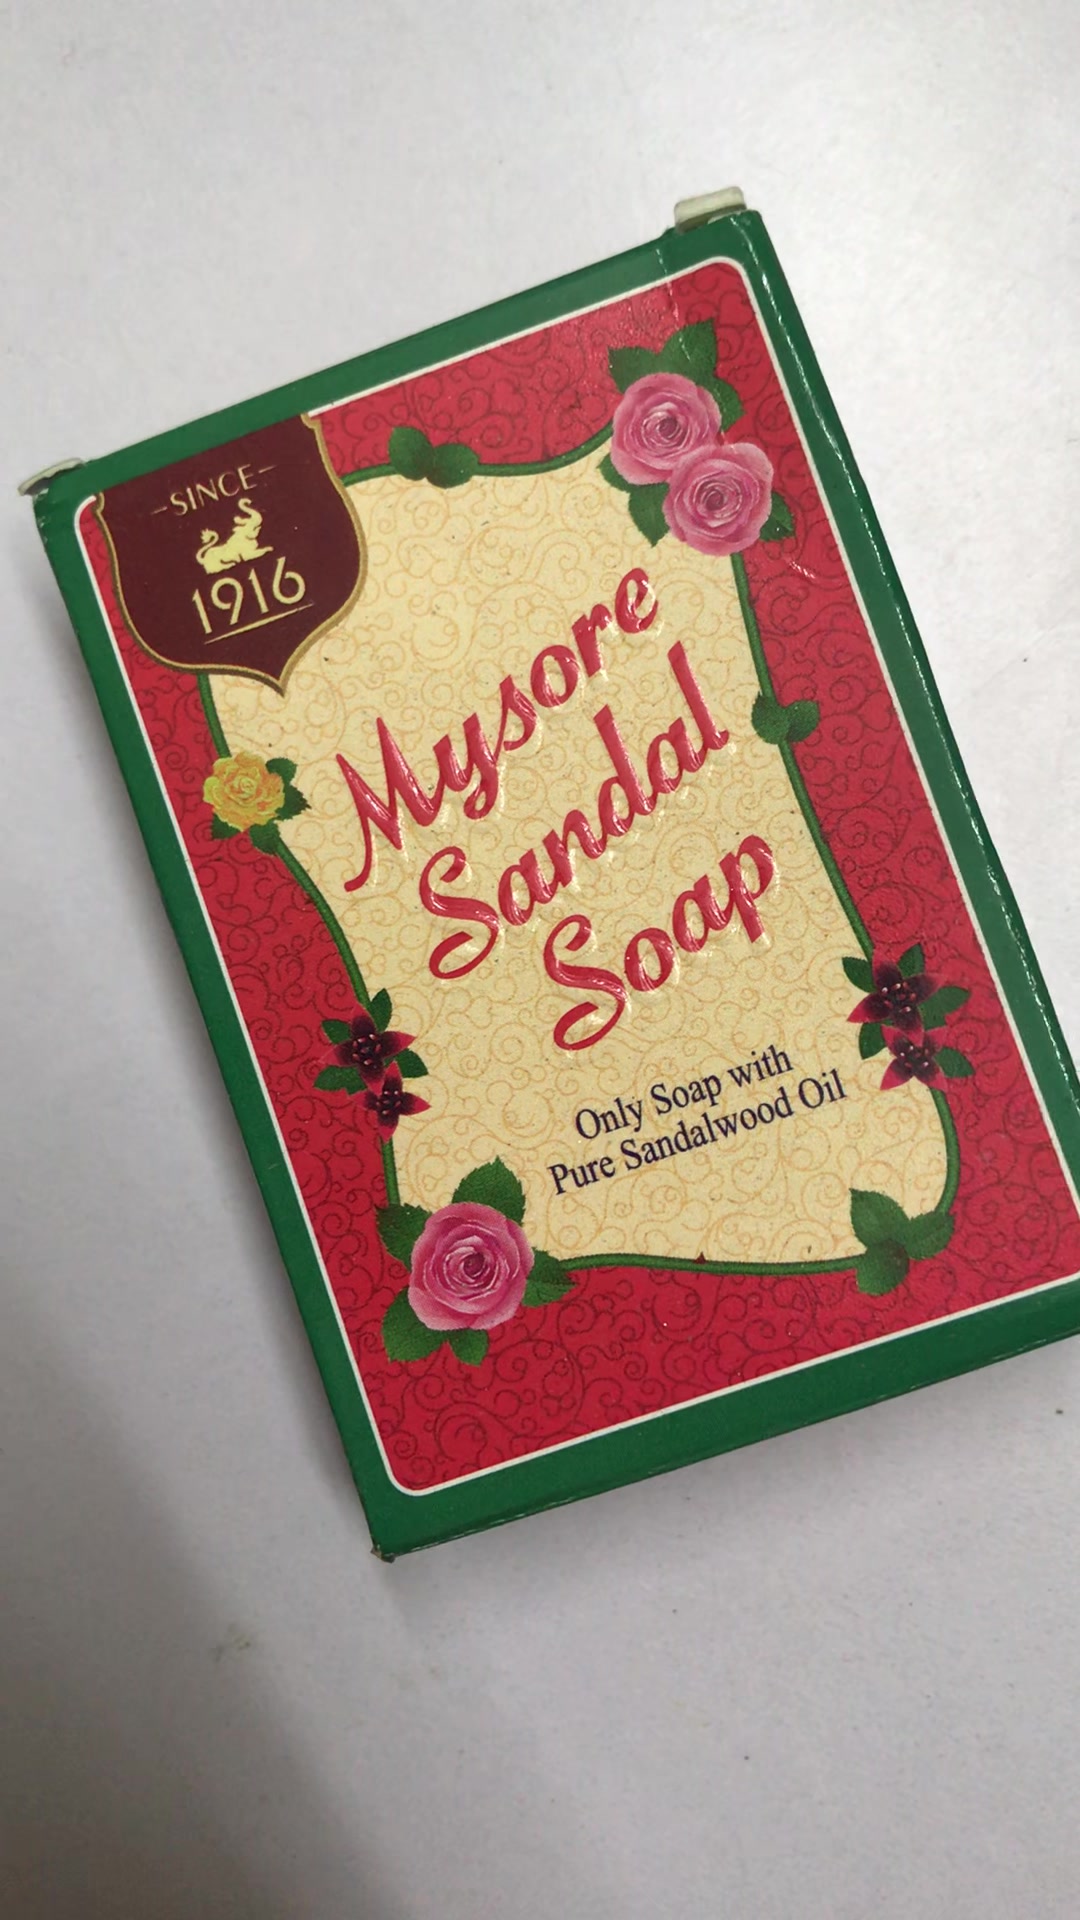 -SINCE-
1916
Mysore
Sandal
Soap
Only Soap with
Pure Sandalwood Oil